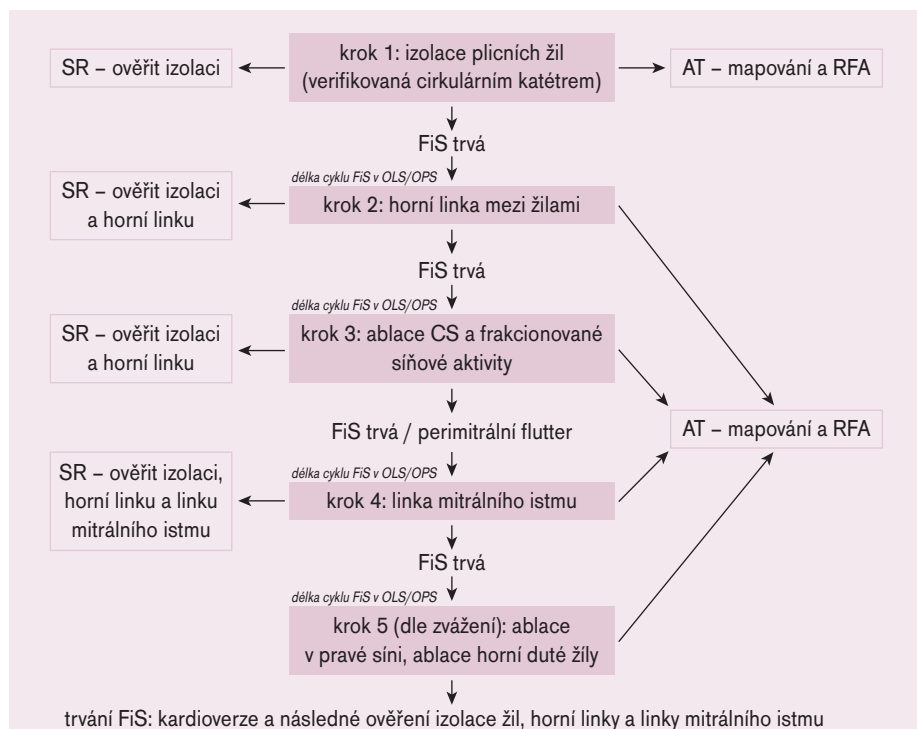 krok 1: izolace plicních žil
(verifikovaná cirkulárním katétrem)
SR – ověřit izolaci
AT – mapování a RFA
FiS trvá
délka cyklu FiS v OLS/OPS
SR – ověřit izolaci
a horní linku
krok 2: horní linka mezi žilami
FiS trvá
délka cyklu FiS v OLS/OPS
SR – ověřit izolaci
a horní linku
krok 3: ablace CS a frakcionované
síňové aktivity
FiS trvá / perimitrální flutter
AT – mapování a RFA
délka cyklu FiS v OLS/OPS
SR – ověřit izolaci,
horní linku a linku
mitrálního istmu
krok 4: linka mitrálního istmu
FiS trvá
délka cyklu FiS v OLS/OPS
krok 5 (dle zvážení): ablace
v pravé síni, ablace horní duté žíly
trvání FiS: kardioverze a následné ověření izolace žil, horní linky a linky mitrálního istmu